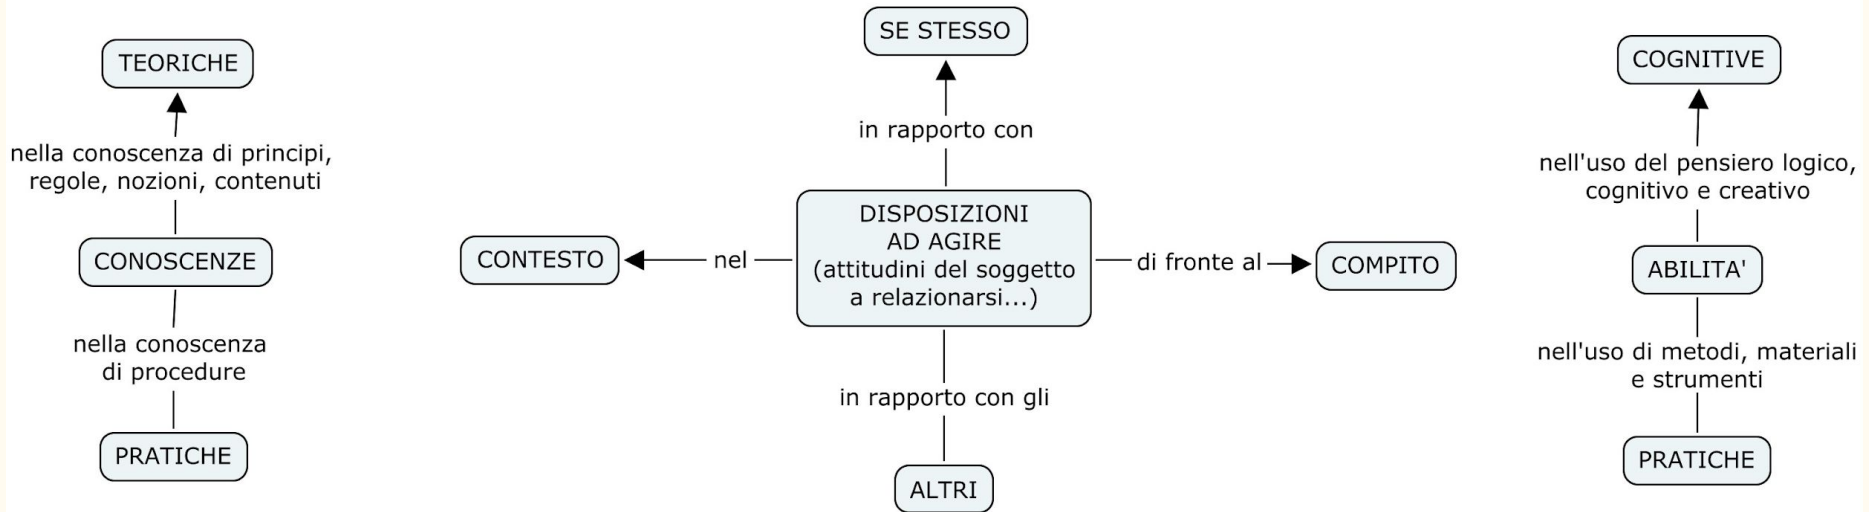 TEORICHE
nella conoscenza di principi,
regole, nozioni, contenuti
CONOSCENZE
nella conoscenza
di procedure
PRATICHE
SE STESSO
in rapporto con
DISPOSIZIONI
AD AGIRE
(attitudini del soggetto
a relazionarsi...)
nel
CONTESTO
di fronte al
COMPITO
in rapporto con gli
ALTRI
COGNITIVE
nell'uso del pensiero logico,
cognitivo e creativo
ABILITA'
nell'uso di metodi, materiali
e strumenti
PRATICHE